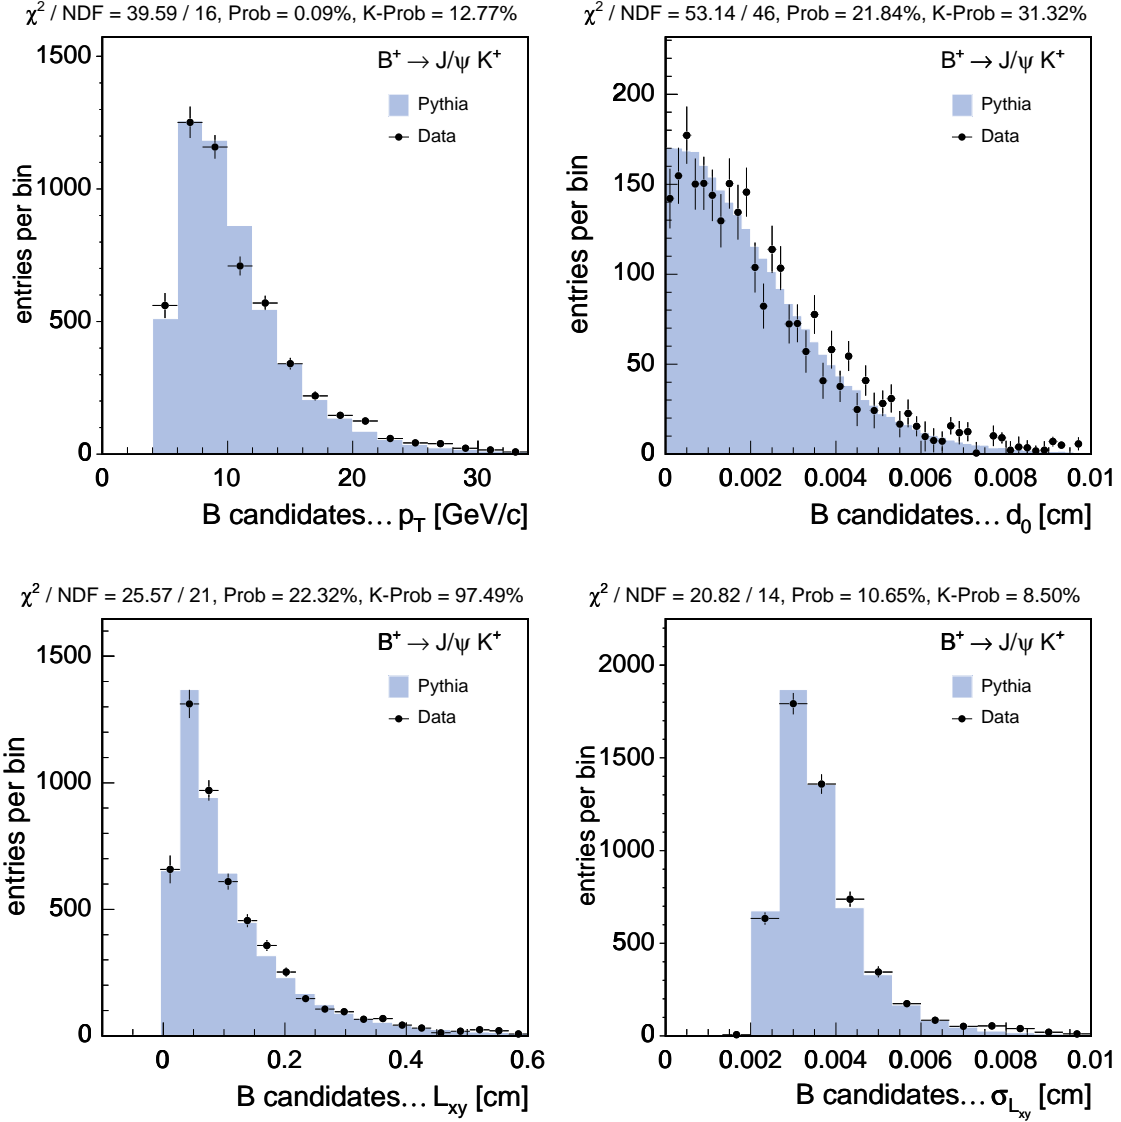 χ² / NDF = 39.59 / 16, Prob = 0.09%, K-Prob = 12.77%
B⁺ → J/ψ K⁺
Pythia
Data
entries per bin
1500
1000
500
0
0 10 20 30
B candidates... p_T [GeV/c]
χ² / NDF = 53.14 / 46, Prob = 21.84%, K-Prob = 31.32%
B⁺ → J/ψ K⁺
Pythia
Data
entries per bin
200
150
100
50
0
0 0.002 0.004 0.006 0.008 0.01
B candidates... d₀ [cm]
χ² / NDF = 25.57 / 21, Prob = 22.32%, K-Prob = 97.49%
B⁺ → J/ψ K⁺
Pythia
Data
entries per bin
1500
1000
500
0
0 0.2 0.4 0.6
B candidates... L_xy [cm]
χ² / NDF = 20.82 / 14, Prob = 10.65%, K-Prob = 8.50%
B⁺ → J/ψ K⁺
Pythia
Data
entries per bin
2000
1500
1000
500
0
0 0.002 0.004 0.006 0.008 0.01
B candidates... σ_L_xy [cm]